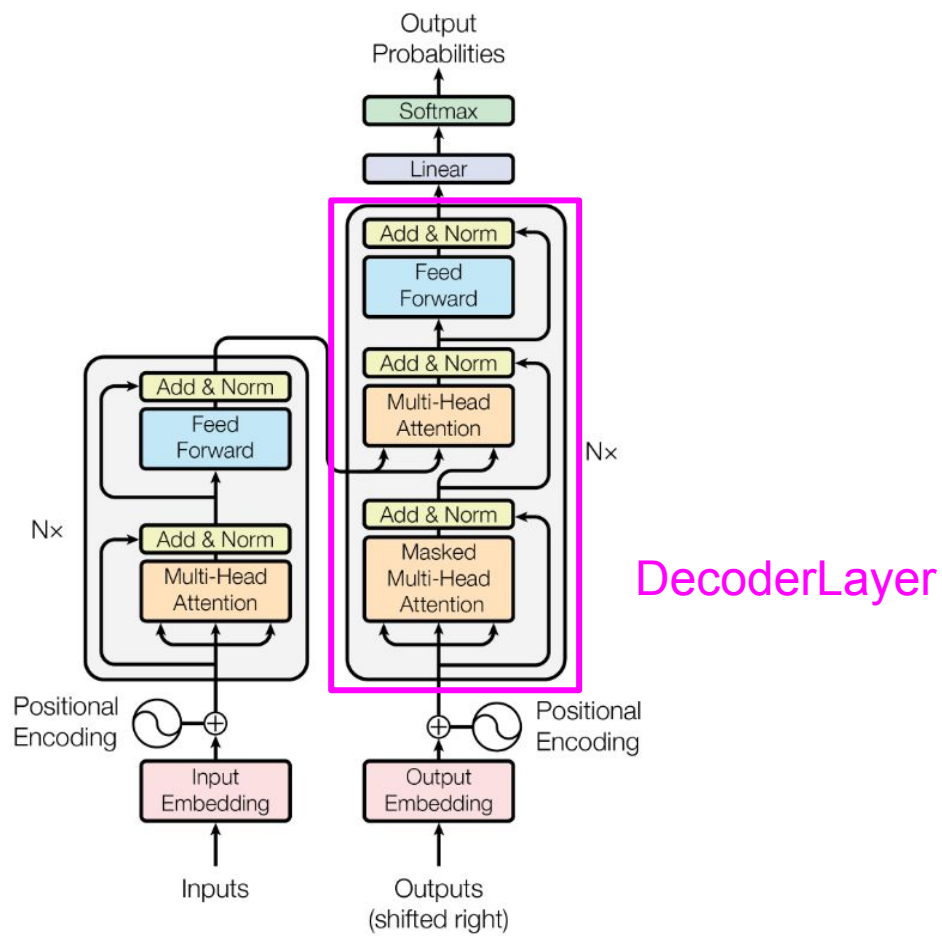 Output
Probabilities
Softmax
Linear
Add & Norm
Feed
Forward
Add & Norm
Multi-Head
Attention
Add & Norm
Masked
Multi-Head
Attention
Nx
DecoderLayer
Add & Norm
Feed
Forward
Add & Norm
Multi-Head
Attention
Nx
Positional
Encoding
Positional
Encoding
Input
Embedding
Output
Embedding
Inputs
Outputs
(shifted right)